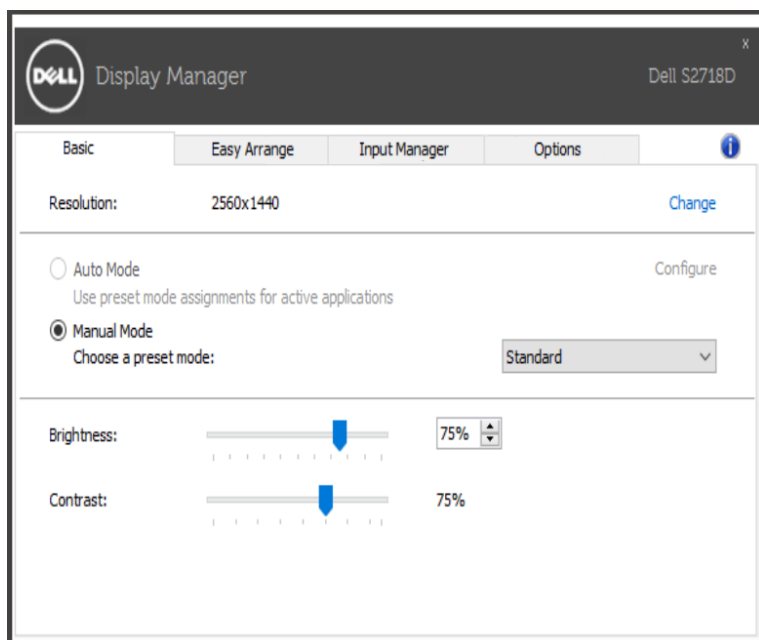 x
DELL Display Manager Dell S2718D
Basic Easy Arrange Input Manager Options i
Resolution: 2560x1440 Change
Auto Mode Configure
Use preset mode assignments for active applications
Manual Mode
Choose a preset mode: Standard
Brightness: 75%
Contrast: 75%